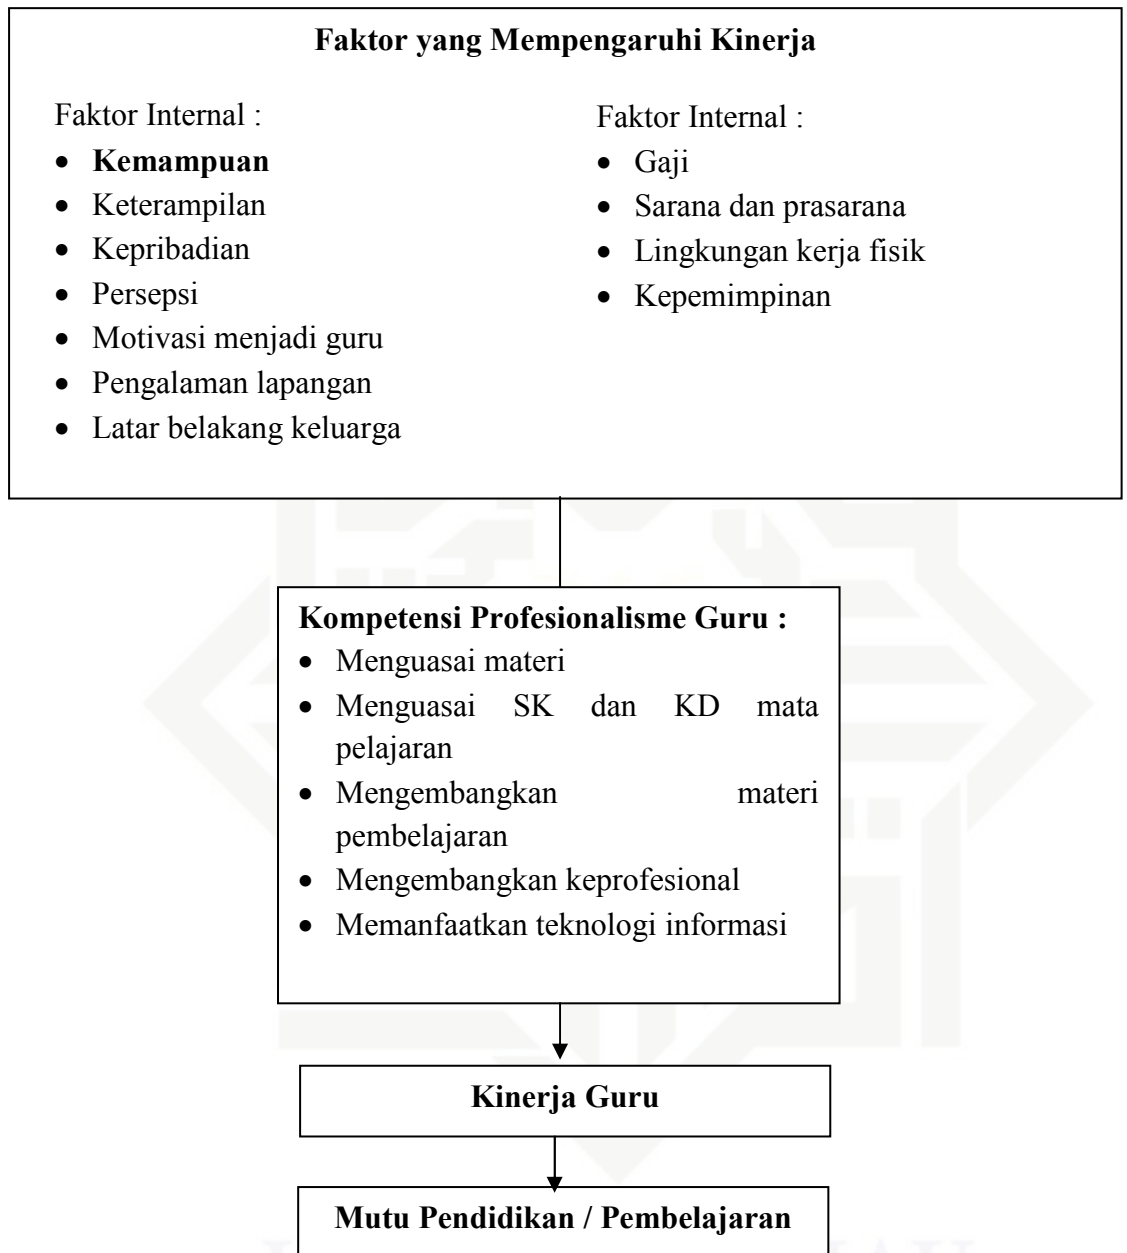 Faktor yang Mempengaruhi Kinerja
Faktor Internal :
• Kemampuan
• Keterampilan
• Kepribadian
• Persepsi
• Motivasi menjadi guru
• Pengalaman lapangan
• Latar belakang keluarga
Faktor Internal :
• Gaji
• Sarana dan prasarana
• Lingkungan kerja fisik
• Kepemimpinan
Kompetensi Profesionalisme Guru :
• Menguasai materi
• Menguasai SK dan KD mata
pelajaran
• Mengembangkan materi
pembelajaran
• Mengembangkan keprofesional
• Memanfaatkan teknologi informasi
Kinerja Guru
Mutu Pendidikan / Pembelajaran